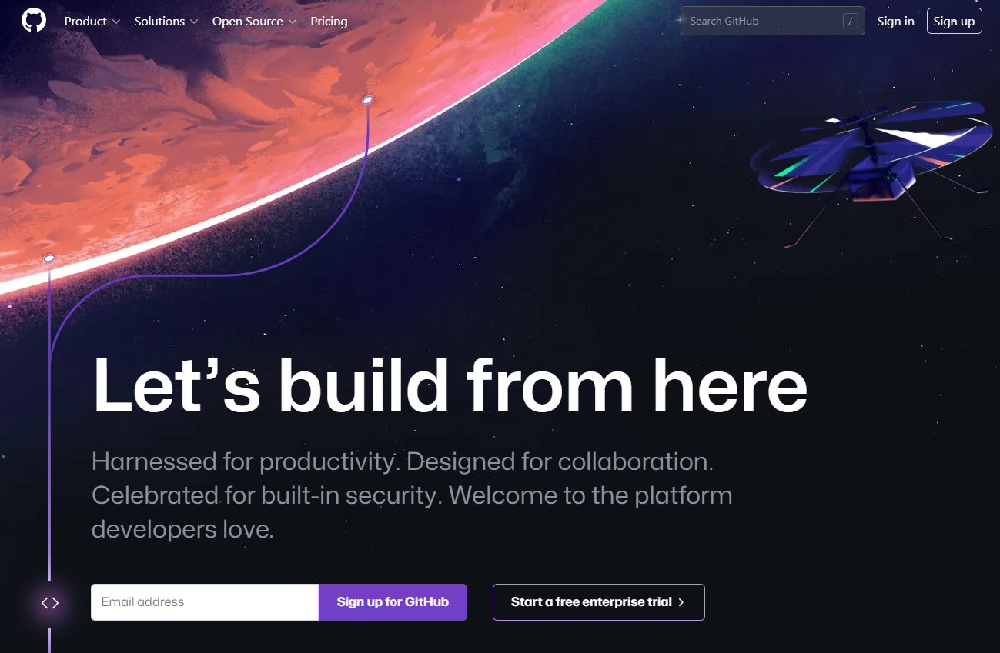 Product Solutions Open Source Pricing Search GitHub / Sign in Sign up
Let’s build from here
Harnessed for productivity. Designed for collaboration.
Celebrated for built-in security. Welcome to the platform
developers love.
Email address Sign up for GitHub Start a free enterprise trial